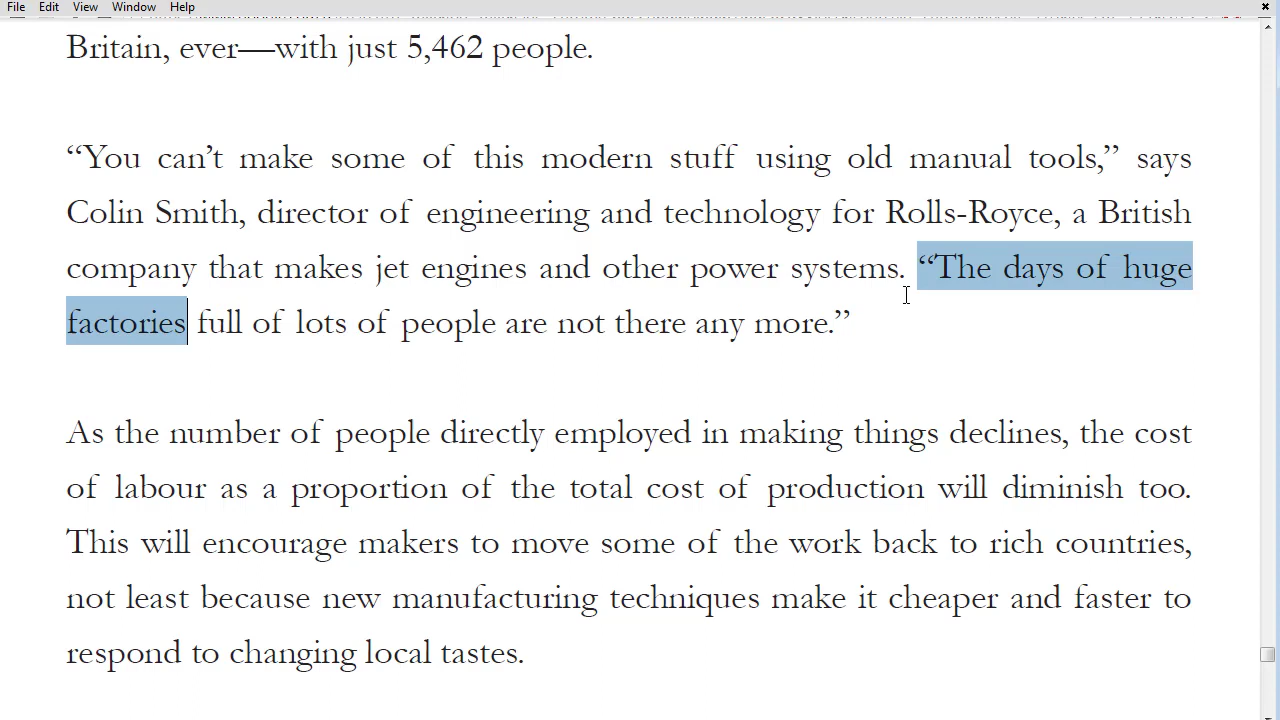 File Edit View Window Help
Britain, ever—with just 5,462 people.
“You can’t make some of this modern stuff using old manual tools,” says
Colin Smith, director of engineering and technology for Rolls-Royce, a British
company that makes jet engines and other power systems. “The days of huge
factories full of lots of people are not there any more.”
As the number of people directly employed in making things declines, the cost
of labour as a proportion of the total cost of production will diminish too.
This will encourage makers to move some of the work back to rich countries,
not least because new manufacturing techniques make it cheaper and faster to
respond to changing local tastes.